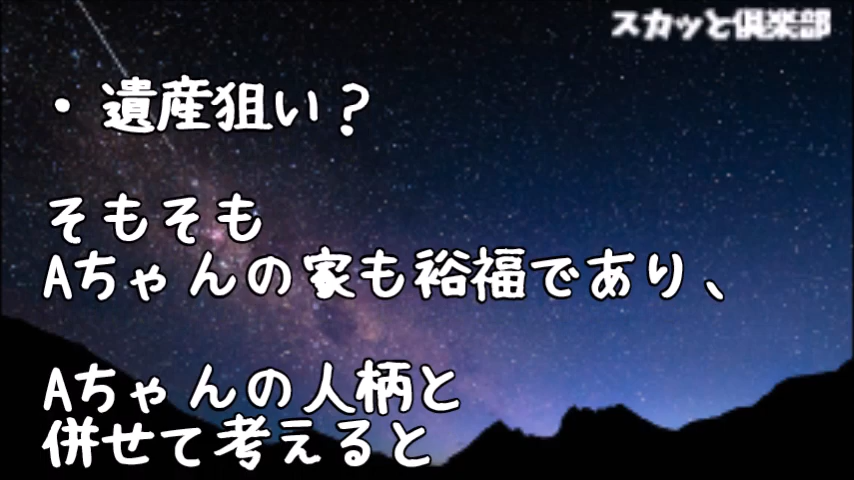 スカッと倶楽部
・遺産狙い？
そもそも
Aちゃんの家も裕福であり、
Aちゃんの人柄と
併せて考えると